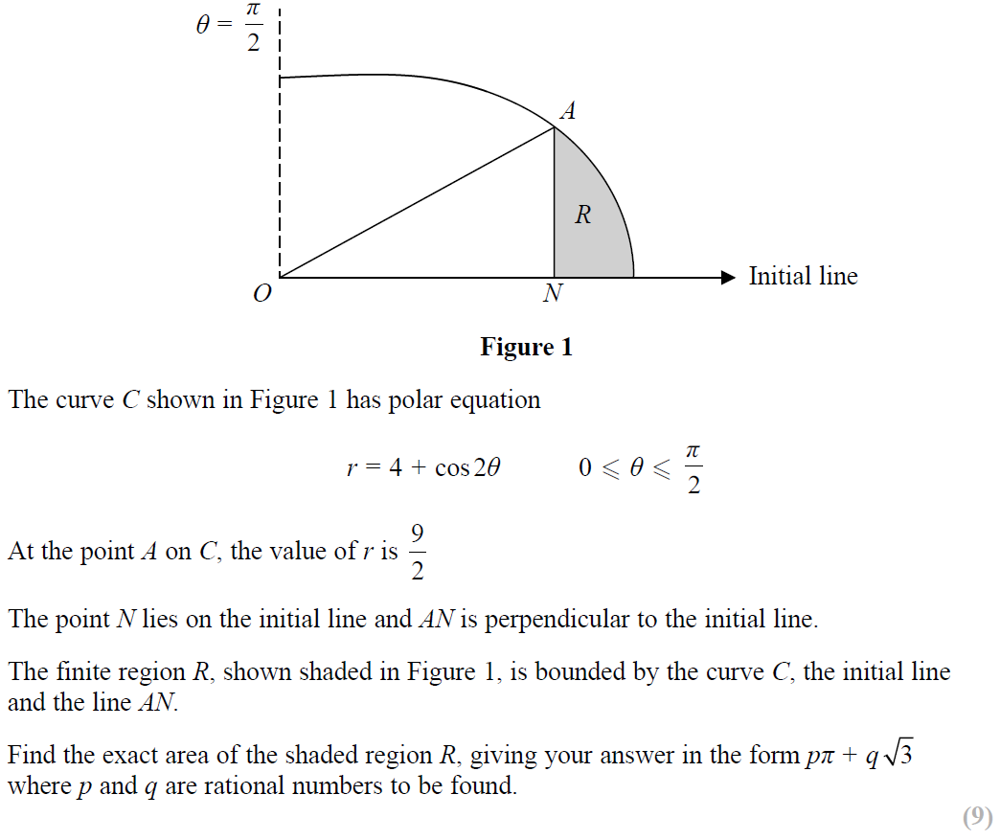 θ = π/2
A
R
O
N
Initial line
Figure 1
The curve C shown in Figure 1 has polar equation
r = 4 + cos 2θ 0 ⩽ θ ⩽ π/2
At the point A on C, the value of r is 9/2
The point N lies on the initial line and AN is perpendicular to the initial line.
The finite region R, shown shaded in Figure 1, is bounded by the curve C, the initial line
and the line AN.
Find the exact area of the shaded region R, giving your answer in the form pπ + q√3
where p and q are rational numbers to be found.
(9)